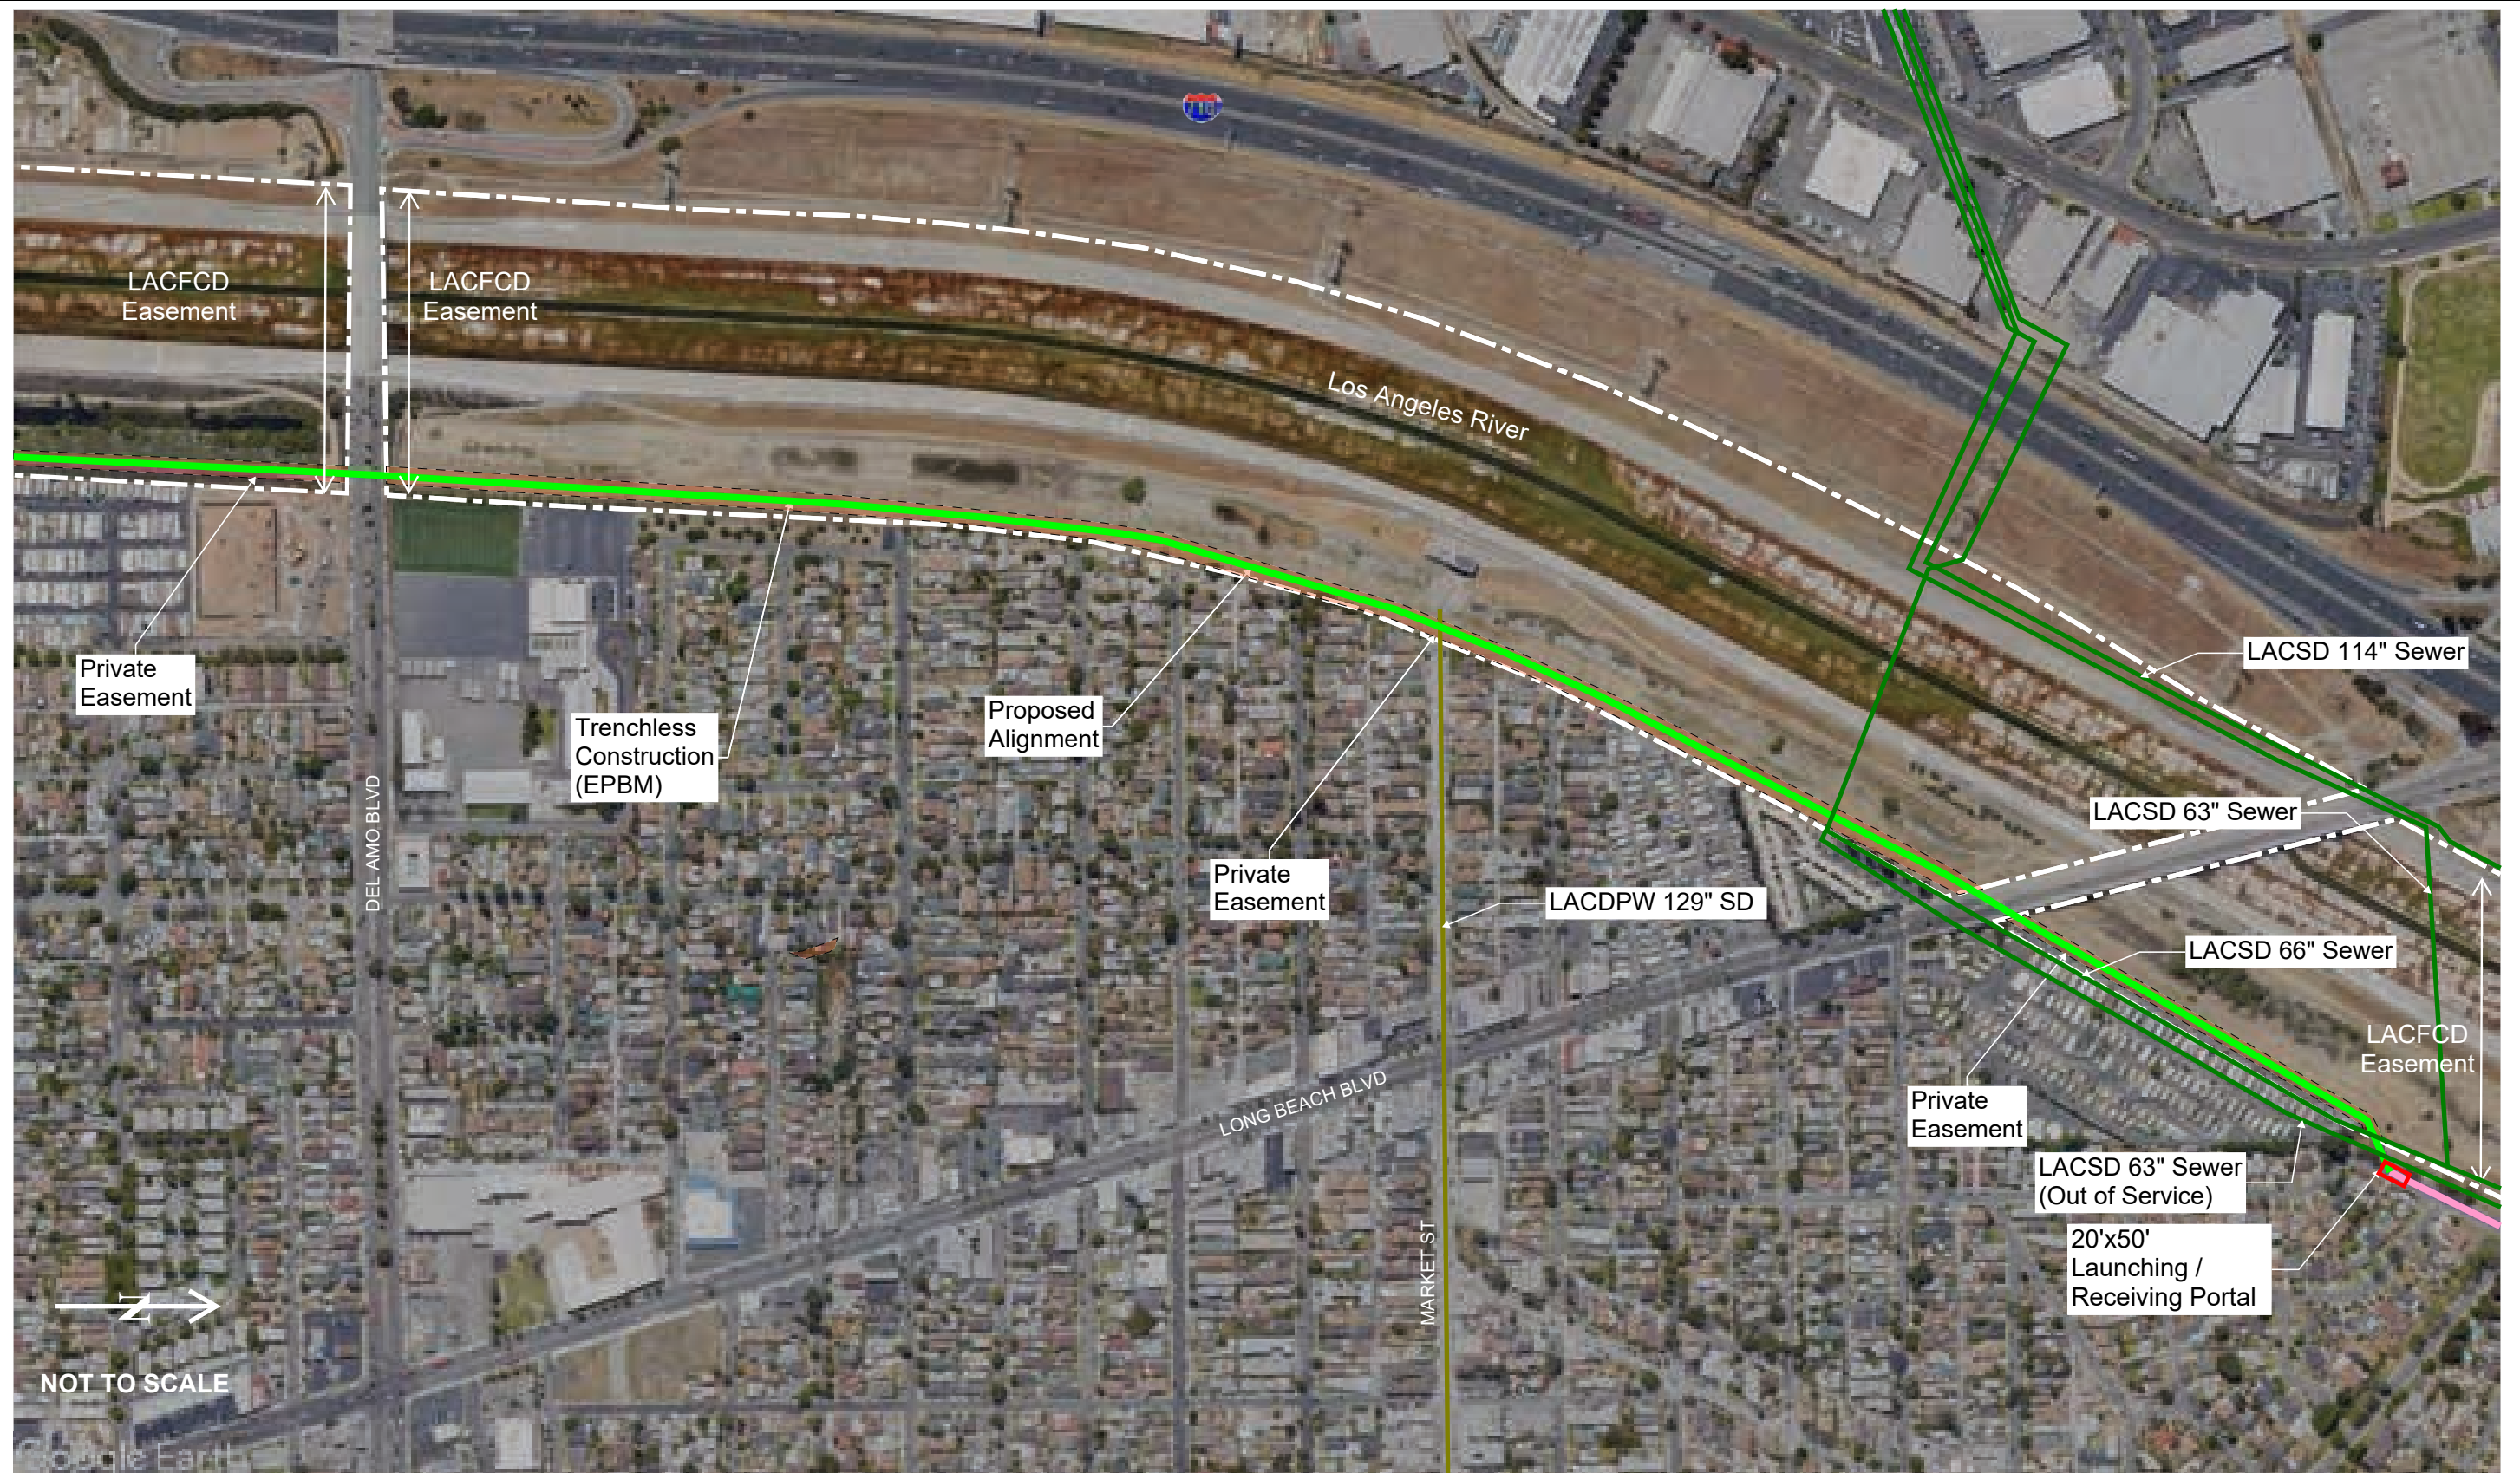 710
LACFCD
Easement
LACFCD
Easement
Los Angeles River
LACSD 114" Sewer
Private
Easement
Proposed
Alignment
Trenchless
Construction
(EPBM)
DEL AMO BLVD
LACSD 63" Sewer
Private
Easement
LACDPW 129" SD
LACSD 66" Sewer
LACFCD
Easement
LONG BEACH BLVD
Private
Easement
LACSD 63" Sewer
(Out of Service)
MARKET ST
20'x50'
Launching /
Receiving Portal
N
NOT TO SCALE
Google Earth